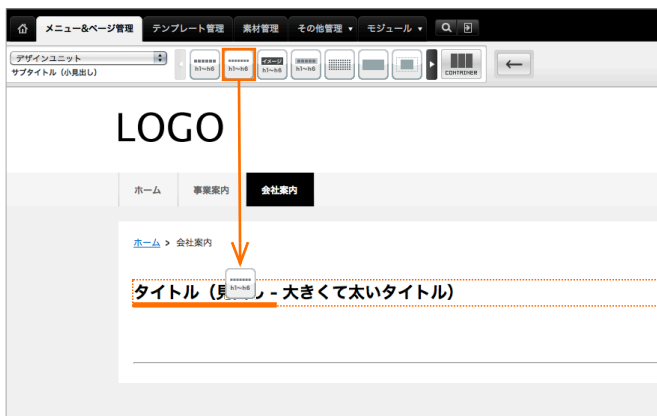 メニュー&ページ管理 テンプレート管理 素材管理 その他管理 ▼ モジュール ▼
デザインユニット
サブタイトル（小見出し）
h1~h6 h1~h6 イメージ h1~h6 h1~h6 CONTAINER
LOGO
ホーム 事業案内 会社案内
ホーム > 会社案内
h1~h6
タイトル（見 - 大きくて太いタイトル）